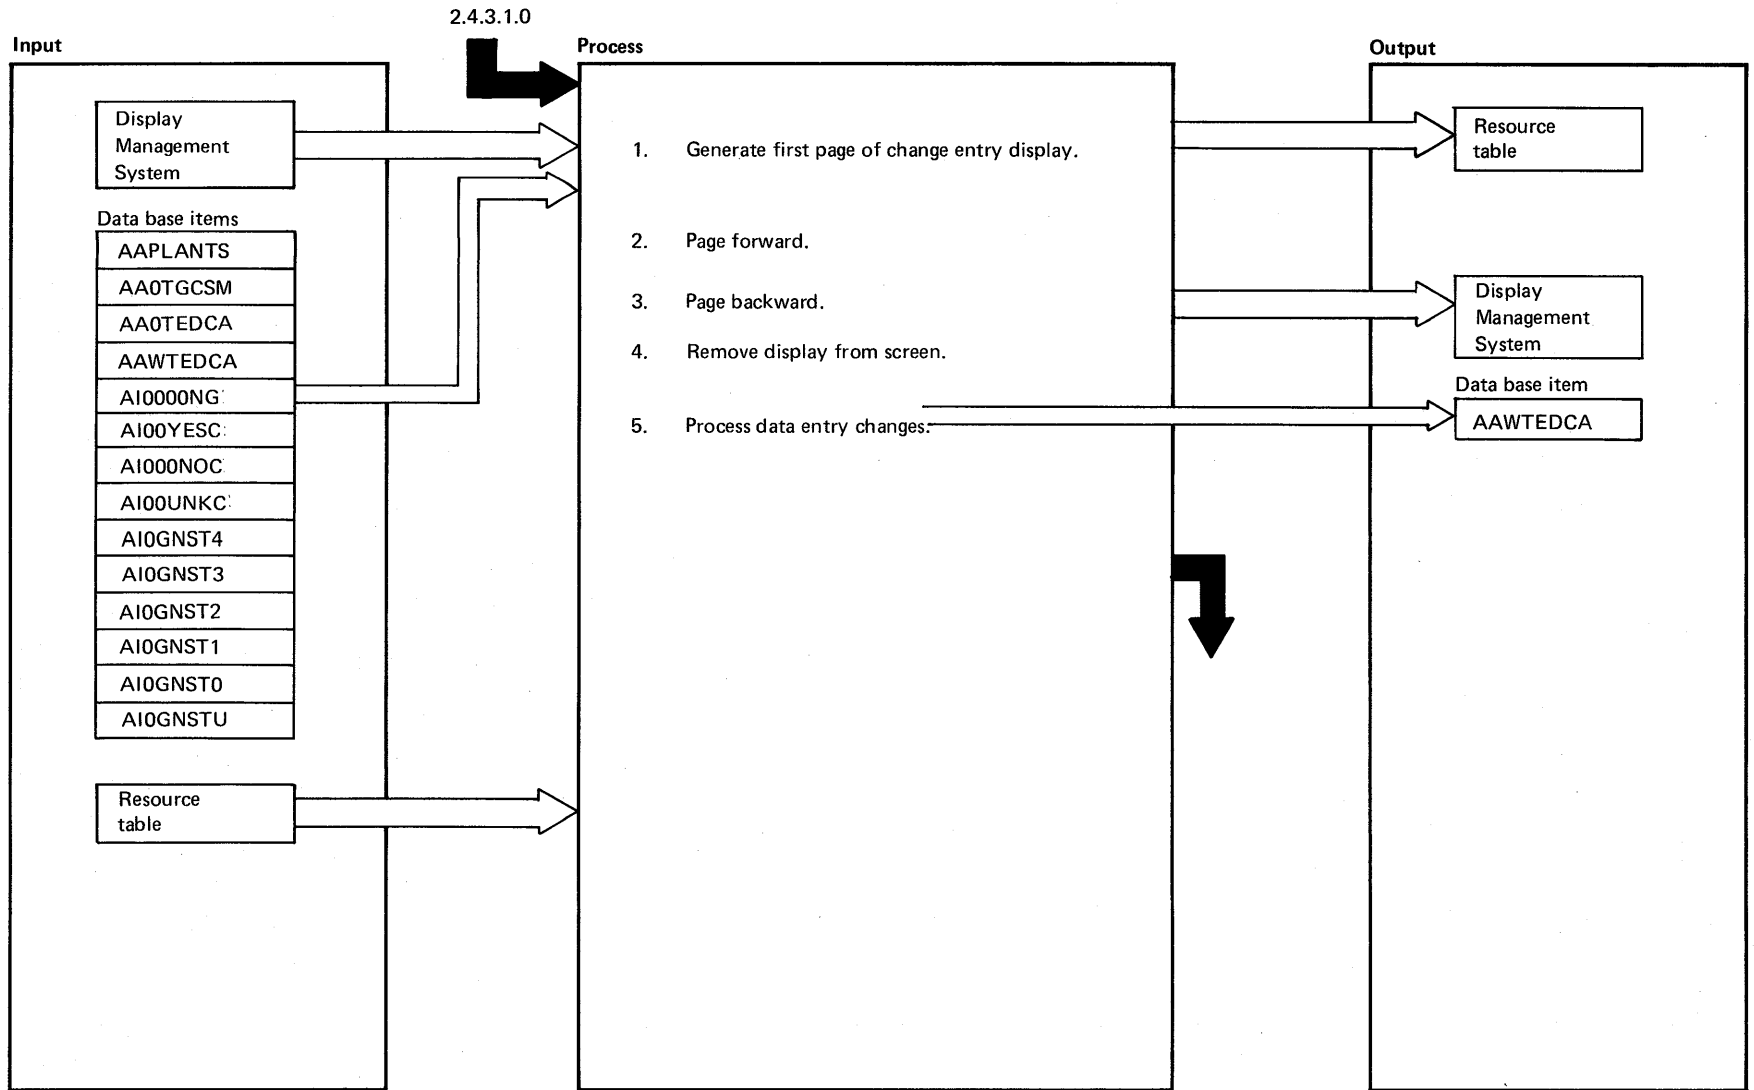 2.4.3.1.0
Input
Process
Output
Display
Management
System
Data base items
AAPLANTS
AA0TGCSM
AA0TEDCA
AAWTEDCA
AI0000NG
AI00YESC
AI000NOC
AI00UNKC
AI0GNST4
AI0GNST3
AI0GNST2
AI0GNST1
AI0GNST0
AI0GNSTU
Resource
table
1. Generate first page of change entry display.
2. Page forward.
3. Page backward.
4. Remove display from screen.
5. Process data entry changes.
Resource
table
Display
Management
System
Data base item
AAWTEDCA